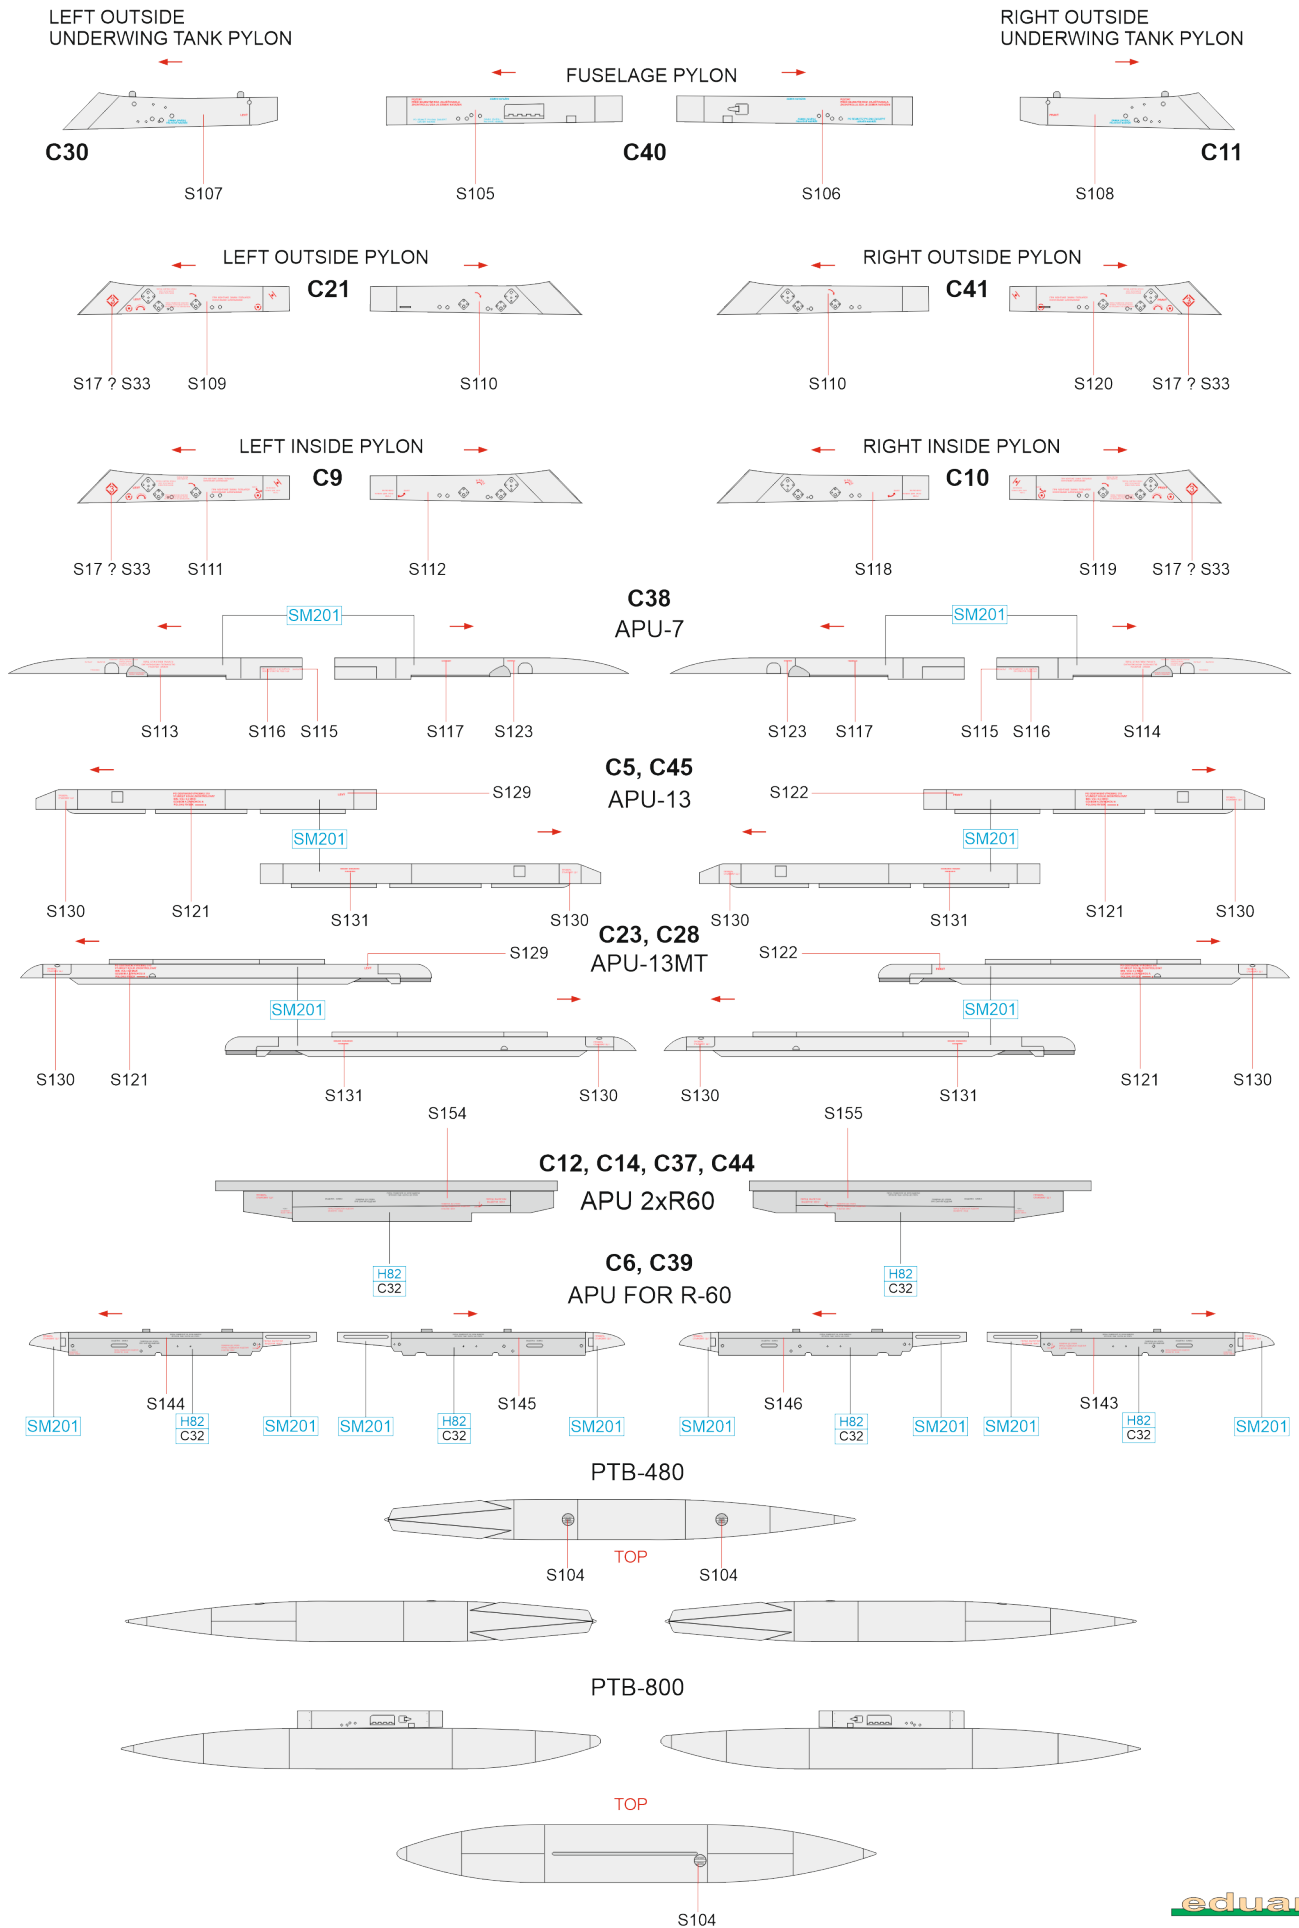 LEFT OUTSIDE
UNDERWING TANK PYLON
RIGHT OUTSIDE
UNDERWING TANK PYLON
FUSELAGE PYLON
C30
C40
C11
S107
S105
S106
S108
LEFT OUTSIDE PYLON
RIGHT OUTSIDE PYLON
C21
C41
S17 ? S33
S109
S110
S110
S120
S17 ? S33
LEFT INSIDE PYLON
RIGHT INSIDE PYLON
C9
C10
S17 ? S33
S111
S112
S118
S119
S17 ? S33
C38
APU-7
SM201
SM201
S113
S116
S115
S117
S123
S123
S117
S115
S116
S114
C5, C45
APU-13
S129
S122
SM201
SM201
S130
S121
S131
S130
S130
S131
S121
S130
C23, C28
APU-13MT
S129
S122
SM201
SM201
S130
S121
S131
S130
S130
S131
S121
S130
S154
S155
C12, C14, C37, C44
APU 2xR60
H82
C32
H82
C32
C6, C39
APU FOR R-60
S144
S145
S146
S143
SM201
H82
C32
SM201
SM201
H82
C32
SM201
SM201
H82
C32
SM201
SM201
H82
C32
SM201
PTB-480
TOP
S104
S104
PTB-800
TOP
S104